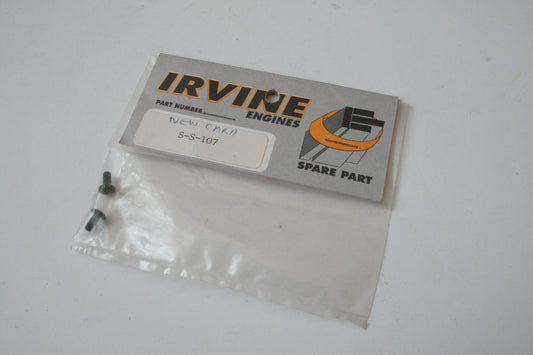 IRVINE
ENGINES
PART NUMBER
NEW CARB
S-S-107
SPARE PART